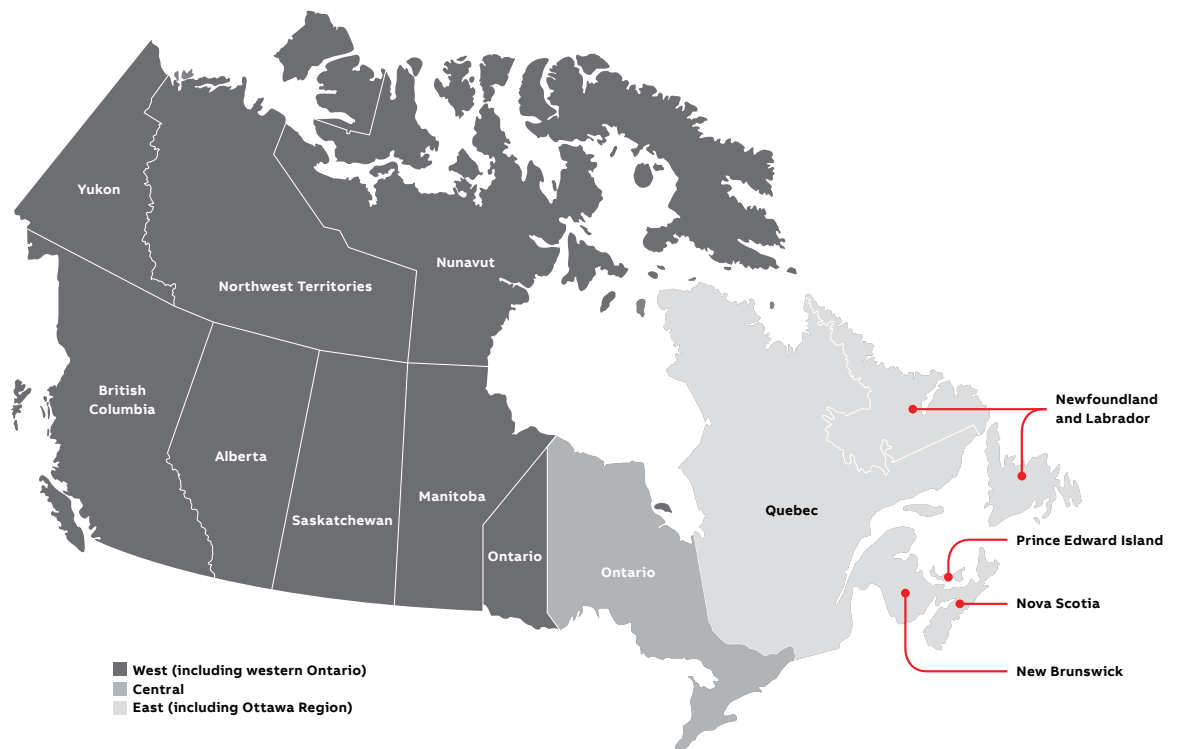 Yukon
Nunavut
Northwest Territories
British
Columbia
Alberta
Saskatchewan
Manitoba
Ontario
Ontario
Quebec
Newfoundland
and Labrador
Prince Edward Island
Nova Scotia
New Brunswick
West (including western Ontario)
Central
East (including Ottawa Region)